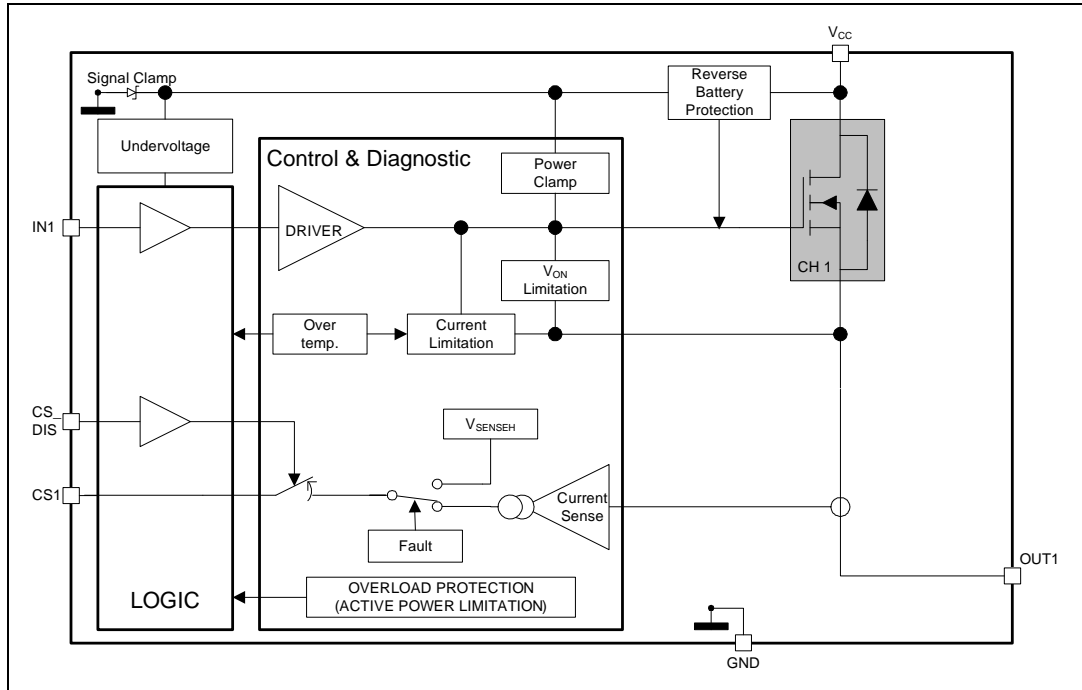 VCC
Signal Clamp
Reverse
Battery
Protection
Undervoltage
Control & Diagnostic
Power
Clamp
IN1
DRIVER
VON
Limitation
CH 1
Over
temp.
Current
Limitation
CS_
DIS
VSENSEH
CS1
Current
Sense
Fault
OUT1
LOGIC
OVERLOAD PROTECTION
(ACTIVE POWER LIMITATION)
GND